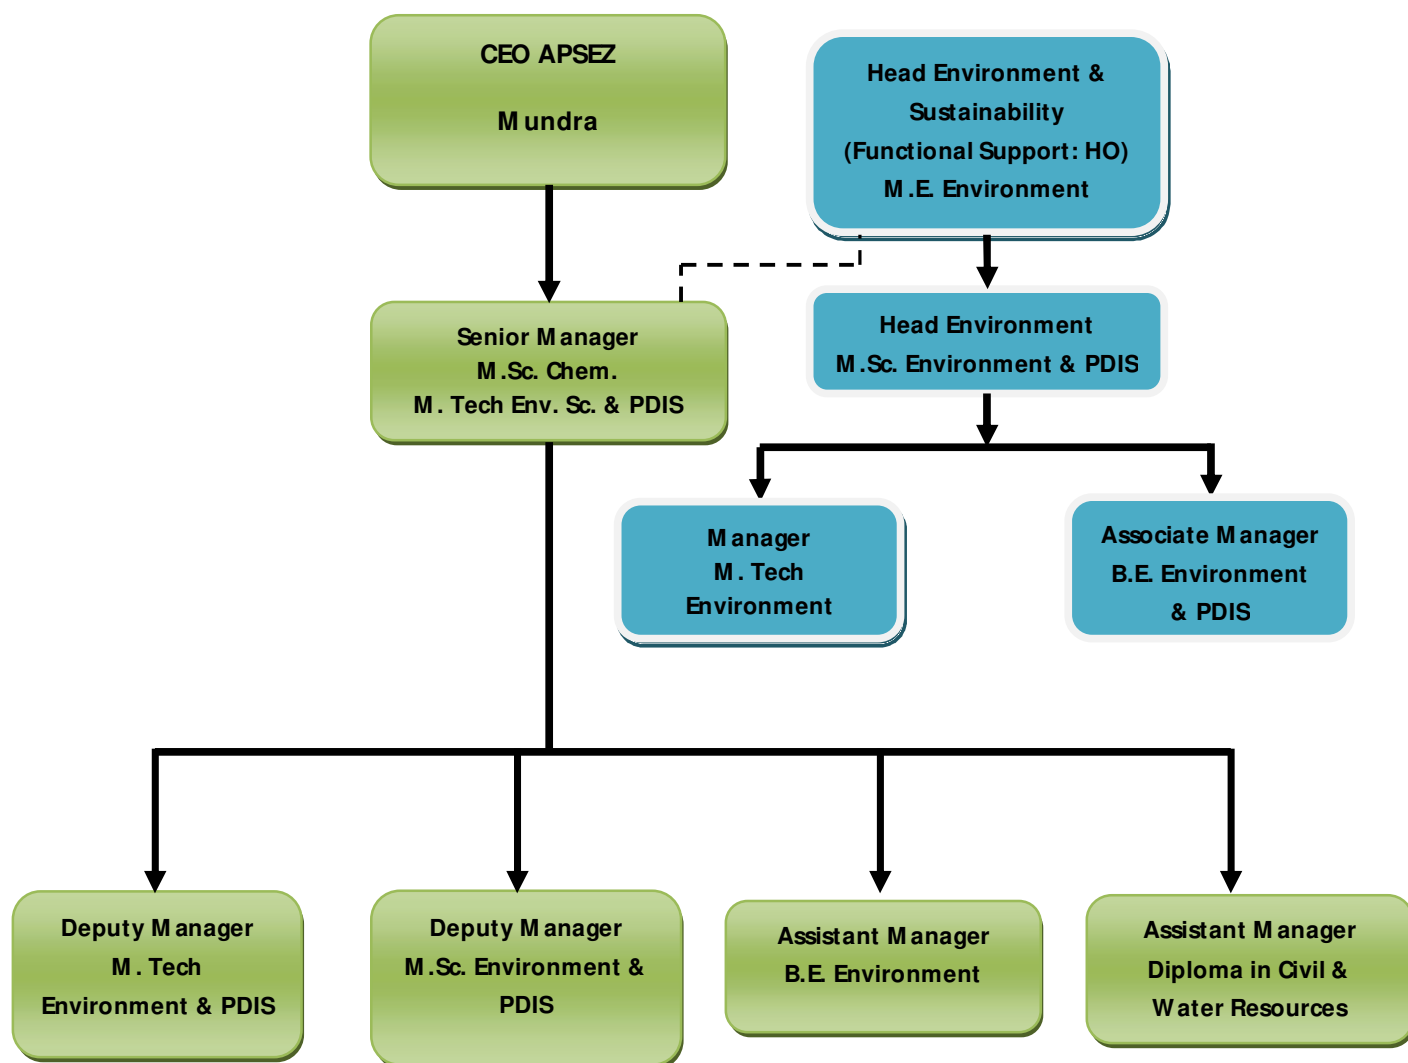 CEO APSEZ
Mundra
Head Environment &
Sustainability
(Functional Support: HO)
M.E. Environment
Senior Manager
M.Sc. Chem.
M. Tech Env. Sc. & PDIS
Head Environment
M.Sc. Environment & PDIS
Manager
M. Tech
Environment
Associate Manager
B.E. Environment
& PDIS
Deputy Manager
M. Tech
Environment & PDIS
Deputy Manager
M.Sc. Environment &
PDIS
Assistant Manager
B.E. Environment
Assistant Manager
Diploma in Civil &
Water Resources